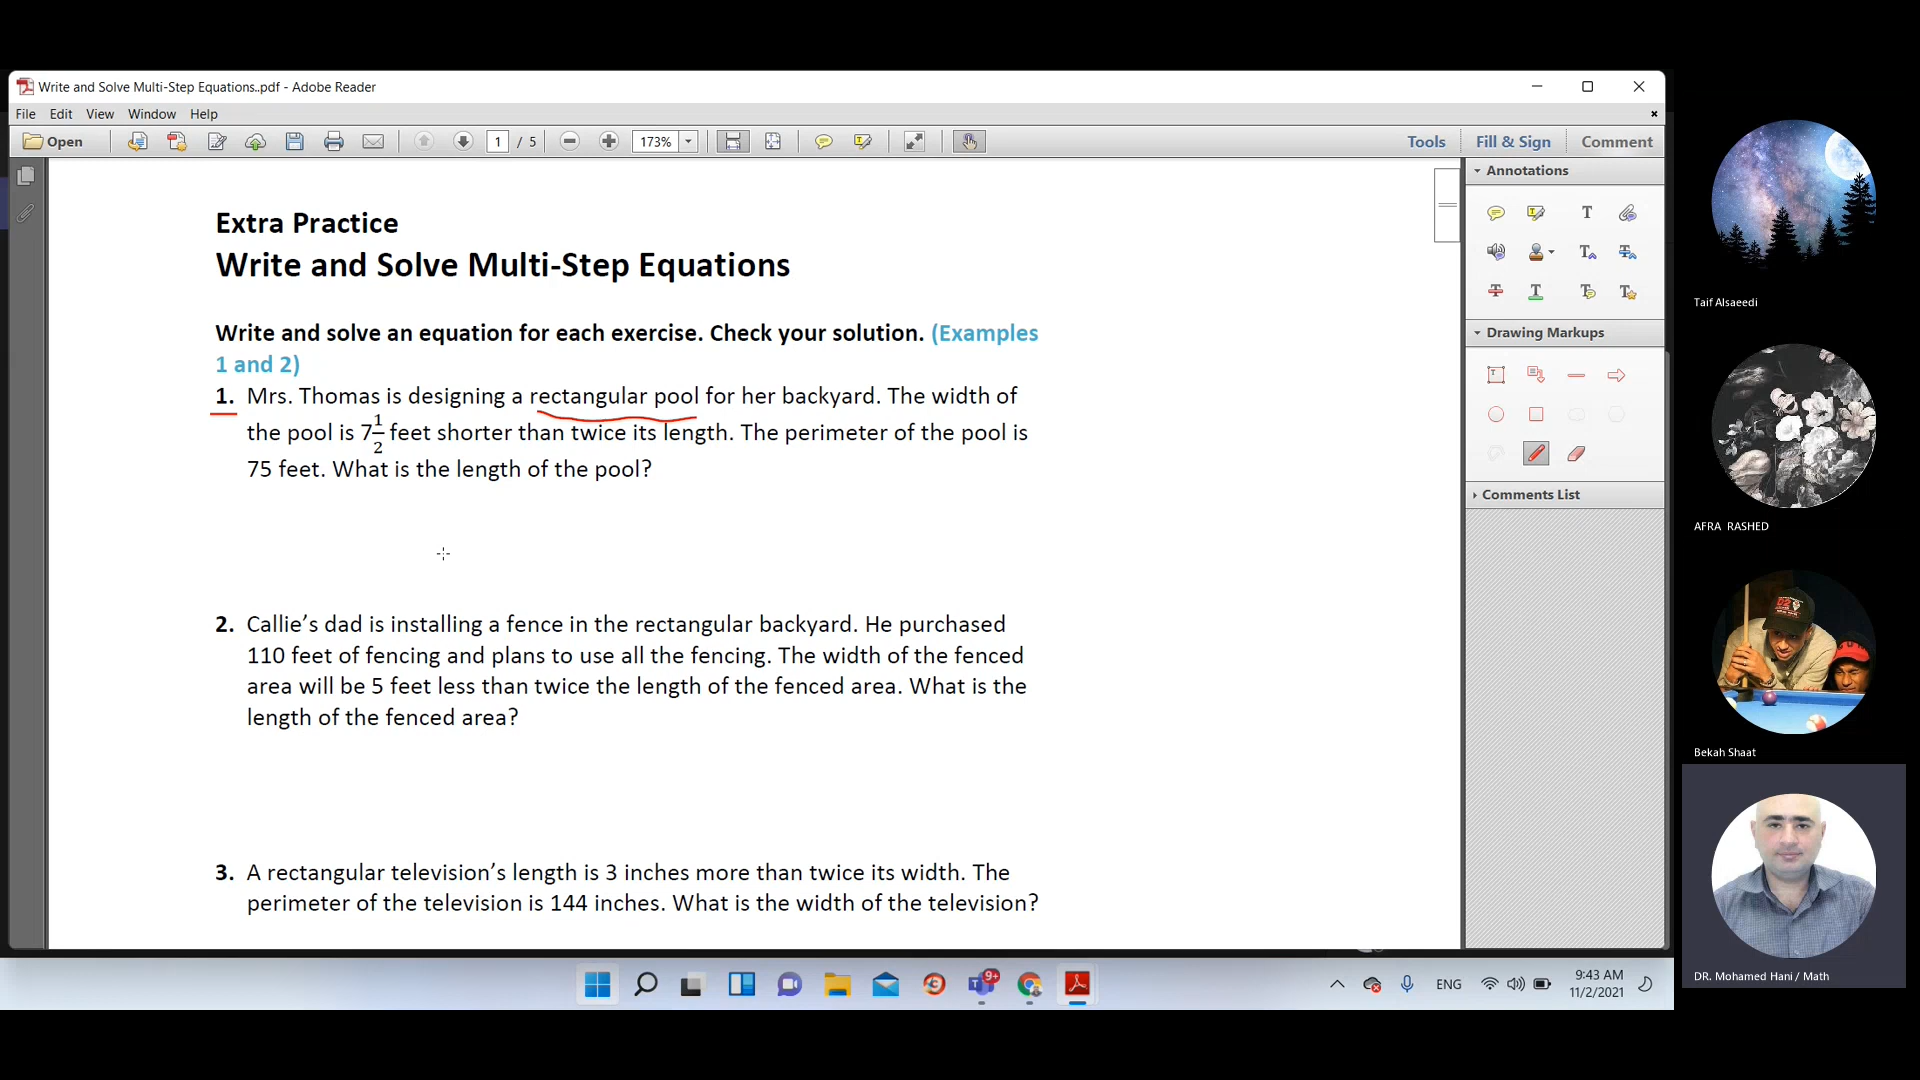 Write and Solve Multi-Step Equations..pdf - Adobe Reader
File Edit View Window Help
Open 1 / 5 173% Tools Fill & Sign Comment
Annotations
Extra Practice
Write and Solve Multi-Step Equations
Write and solve an equation for each exercise. Check your solution. (Examples
1 and 2)
1. Mrs. Thomas is designing a rectangular pool for her backyard. The width of
the pool is 7 1/2 feet shorter than twice its length. The perimeter of the pool is
75 feet. What is the length of the pool?
2. Callie’s dad is installing a fence in the rectangular backyard. He purchased
110 feet of fencing and plans to use all the fencing. The width of the fenced
area will be 5 feet less than twice the length of the fenced area. What is the
length of the fenced area?
3. A rectangular television’s length is 3 inches more than twice its width. The
perimeter of the television is 144 inches. What is the width of the television?
Drawing Markups
Comments List
Taif Alsaeedi
AFRA RASHED
Bekah Shaat
DR. Mohamed Hani / Math
9+
ENG
9:43 AM
11/2/2021